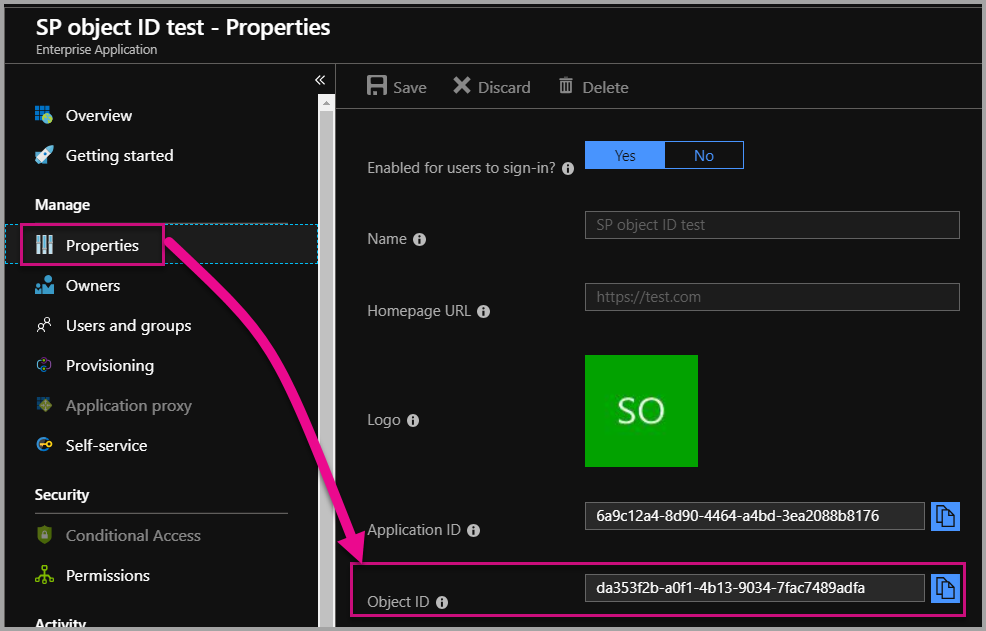 SP object ID test - Properties
Enterprise Application
«
Save Discard Delete
Overview
Getting started
Manage
Properties
Owners
Users and groups
Provisioning
Application proxy
Self-service
Security
Conditional Access
Permissions
Activity
Enabled for users to sign-in? Yes No
Name SP object ID test
Homepage URL https://test.com
Logo SO
Application ID 6a9c12a4-8d90-4464-a4bd-3ea2088b8176
Object ID da353f2b-a0f1-4b13-9034-7fac7489adfa